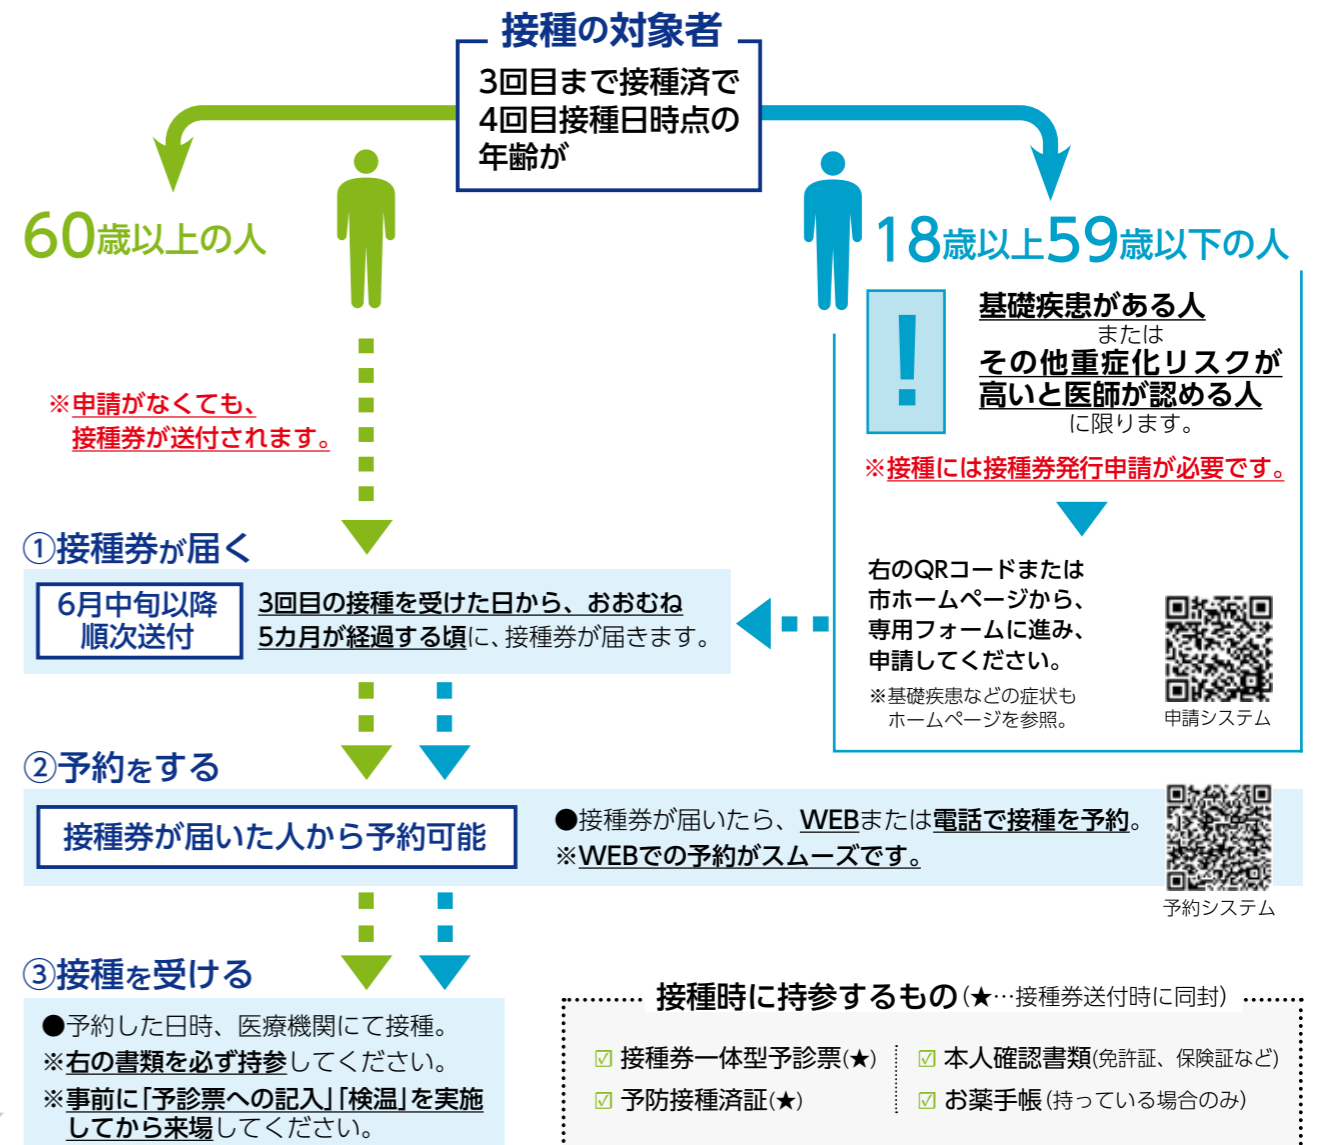 接種の対象者
3回目まで接種済で
4回目接種日時点の
年齢が
60歳以上の人
※申請がなくても、
接種券が送付されます。
18歳以上59歳以下の人
!
基礎疾患がある人
または
その他重症化リスクが
高いと医師が認める人
に限ります。
※接種には接種券発行申請が必要です。
右のQRコードまたは
市ホームページから、
専用フォームに進み、
申請してください。
※基礎疾患などの症状も
ホームページを参照。
申請システム
①接種券が届く
6月中旬以降
順次送付
3回目の接種を受けた日から、おおむね
5カ月が経過する頃に、接種券が届きます。
②予約をする
接種券が届いた人から予約可能
●接種券が届いたら、WEBまたは電話で接種を予約。
※WEBでの予約がスムーズです。
予約システム
③接種を受ける
●予約した日時、医療機関にて接種。
※右の書類を必ず持参してください。
※事前に「予診票への記入」「検温」を実施
してから来場してください。
接種時に持参するもの(★…接種券送付時に同封)
☑ 接種券一体型予診票(★)
☑ 予防接種済証(★)
☑ 本人確認書類(免許証、保険証など)
☑ お薬手帳(持っている場合のみ)